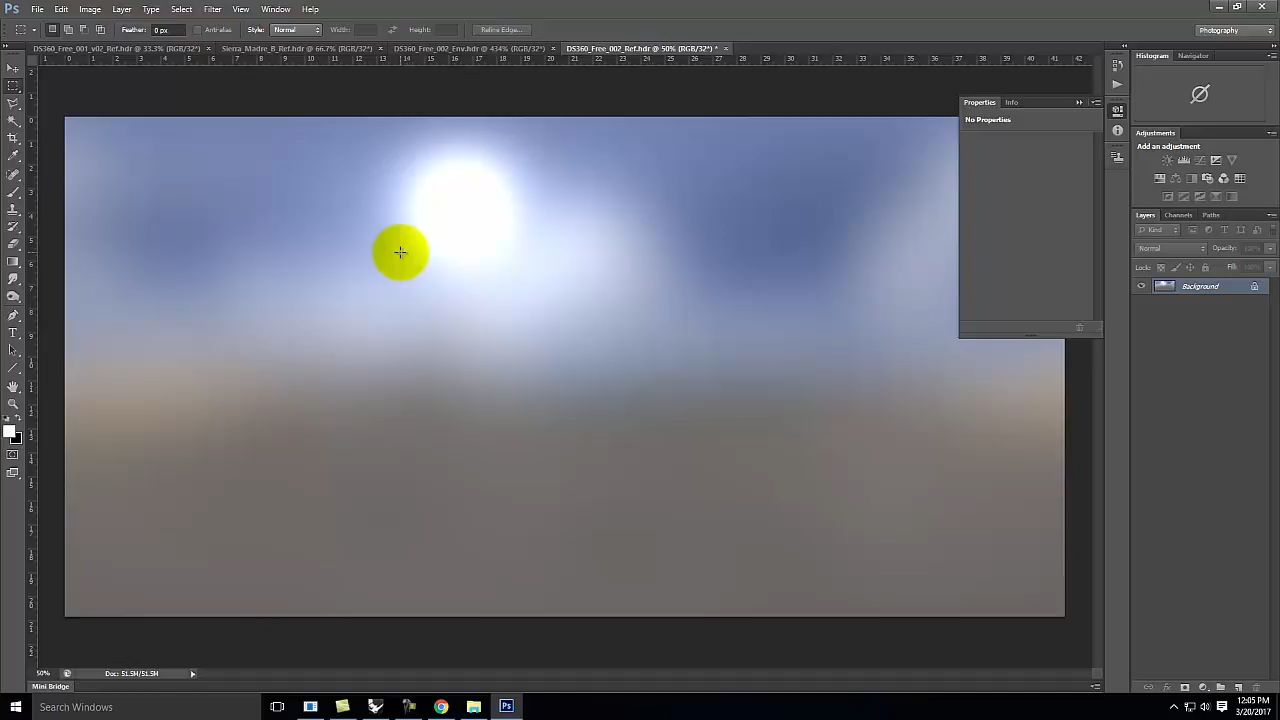 Ps File Edit Image Layer Type Select Filter View Window Help
Feather: 0 px Anti-alias Style: Normal Width: Height: Refine Edge... Photography
DS360_Free_001_v02_Ref.hdr @ 33.3% (RGB/32*) × Sierra_Madre_B_Ref.hdr @ 66.7% (RGB/32*) × DS360_Free_002_Env.hdr @ 434% (RGB/32*) × DS360_Free_002_Ref.hdr @ 50% (RGB/32*) * ×
Histogram Navigator
Properties Info
No Properties
Adjustments
Add an adjustment
Layers Channels Paths
Kind
Normal Opacity: 100%
Lock: Fill: 100%
Background
50% Doc: 51.5M/51.5M
Mini Bridge
Search Windows
Ps
12:05 PM
3/20/2017